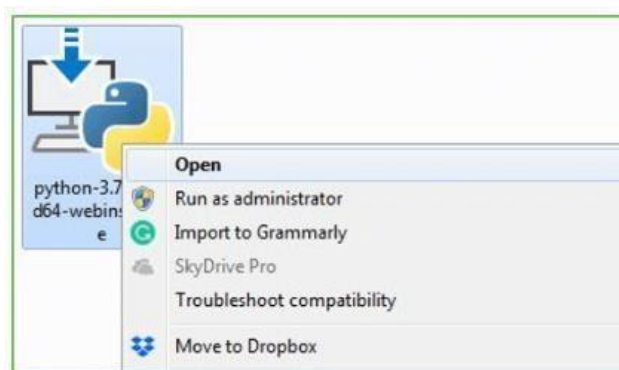 python-3.7
d64-webins
e
Open
Run as administrator
Import to Grammarly
SkyDrive Pro
Troubleshoot compatibility
Move to Dropbox